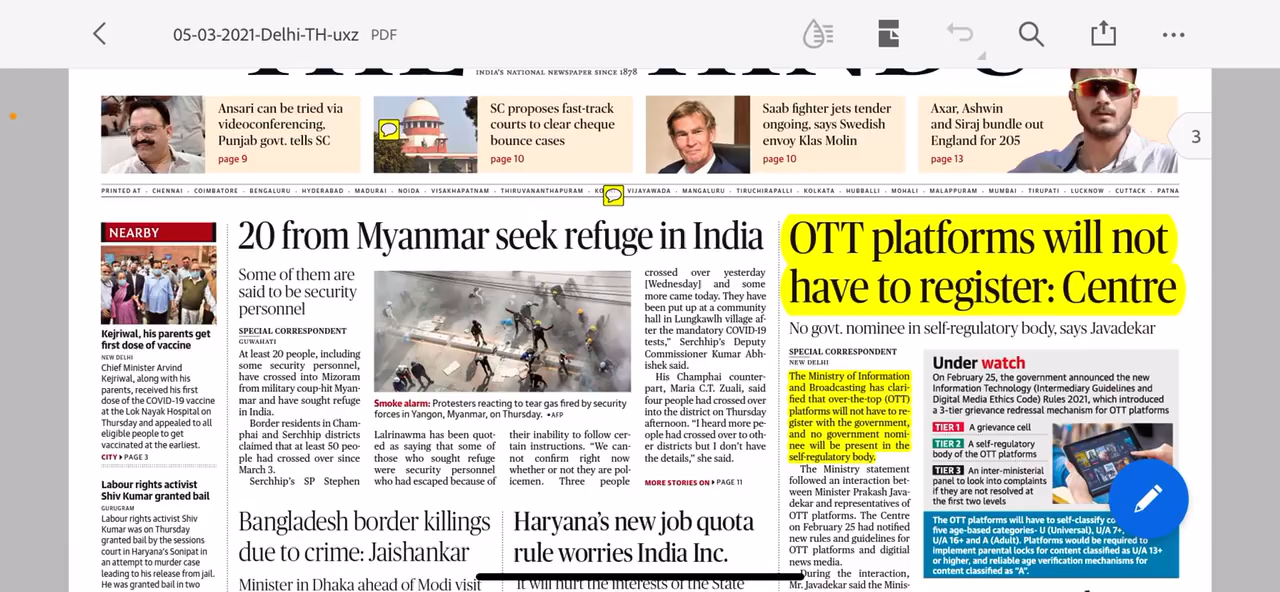 05-03-2021-Delhi-TH-uxz PDF
INDIA'S NATIONAL NEWSPAPER SINCE 1878
Ansari can be tried via
videoconferencing,
Punjab govt. tells SC
page 9
SC proposes fast-track
courts to clear cheque
bounce cases
page 10
Saab fighter jets tender
ongoing, says Swedish
envoy Klas Molin
page 10
Axar, Ashwin
and Siraj bundle out
England for 205
page 13
3
PRINTED AT · CHENNAI · COIMBATORE · BENGALURU · HYDERABAD · MADURAI · NOIDA · VISAKHAPATNAM · THIRUVANANTHAPURAM · KO VIJAYAWADA · MANGALURU · TIRUCHIRAPALLI · KOLKATA · HUBBALLI · MOHALI · MALAPPURAM · MUMBAI · TIRUPATI · LUCKNOW · CUTTACK · PATNA
NEARBY
Kejriwal, his parents get
first dose of vaccine
NEW DELHI
Chief Minister Arvind
Kejriwal, along with his
parents, received his first
dose of the COVID-19 vaccine
at the Lok Nayak Hospital on
Thursday and appealed to all
eligible people to get
vaccinated at the earliest.
CITY ▸ PAGE 3
Labour rights activist
Shiv Kumar granted bail
GURUGRAM
Labour rights activist Shiv
Kumar was on Thursday
granted bail by the sessions
court in Haryana's Sonipat in
an attempt to murder case
leading to his release from jail.
He was granted bail in two
20 from Myanmar seek refuge in India
Some of them are
said to be security
personnel
SPECIAL CORRESPONDENT
GUWAHATI
At least 20 people, including
some security personnel,
have crossed into Mizoram
from military coup-hit Myan-
mar and have sought refuge
in India.
Border residents in Cham-
phai and Serchhip districts
claimed that at least 50 peo-
ple had crossed over since
March 3.
Serchhip's SP Stephen
Smoke alarm: Protesters reacting to tear gas fired by security
forces in Yangon, Myanmar, on Thursday. •AFP
Lalrinawma has been quot-
ed as saying that some of
those who sought refuge
were security personnel
who had escaped because of
their inability to follow cer-
tain instructions. "We can-
not confirm right now
whether or not they are pol-
icemen. Three people
crossed over yesterday
[Wednesday] and some
more came today. They have
been put up at a community
hall in Lungkawlh village af-
ter the mandatory COVID-19
tests," Serchhip's Deputy
Commissioner Kumar Abh-
ishek said.
His Champhai counter-
part, Maria C.T. Zuali, said
four people had crossed over
into the district on Thursday
afternoon. "I heard more pe-
ople had crossed over to oth-
er districts but I don't have
the details," she said.
MORE STORIES ON ▸ PAGE 11
OTT platforms will not
have to register: Centre
No govt. nominee in self-regulatory body, says Javadekar
SPECIAL CORRESPONDENT
NEW DELHI
The Ministry of Information
and Broadcasting has clari-
fied that over-the-top (OTT)
platforms will not have to re-
gister with the government,
and no government nomi-
nee will be present in the
self-regulatory body.
The Ministry statement
followed an interaction bet-
ween Minister Prakash Java-
dekar and representatives of
OTT platforms. The Centre
on February 25 had notified
new rules and guidelines for
OTT platforms and digital
news media.
During the interaction,
Mr. Javadekar said the Minis-
Under watch
On February 25, the government announced the new
Information Technology (Intermediary Guidelines and
Digital Media Ethics Code) Rules 2021, which introduced
a 3-tier grievance redressal mechanism for OTT platforms
TIER 1 A grievance cell
TIER 2 A self-regulatory
body of the OTT platforms
TIER 3 An inter-ministerial
panel to look into complaints
if they are not resolved at
the first two levels
The OTT platforms will have to self-classify co
five age-based categories- U (Universal), U/A 7+,
U/A 16+ and A (Adult). Platforms would be required to
implement parental locks for content classified as U/A 13+
or higher, and reliable age verification mechanisms for
content classified as "A".
Bangladesh border killings
due to crime: Jaishankar
Minister in Dhaka ahead of Modi visit
Haryana's new job quota
rule worries India Inc.
'It will hurt the interests of the State